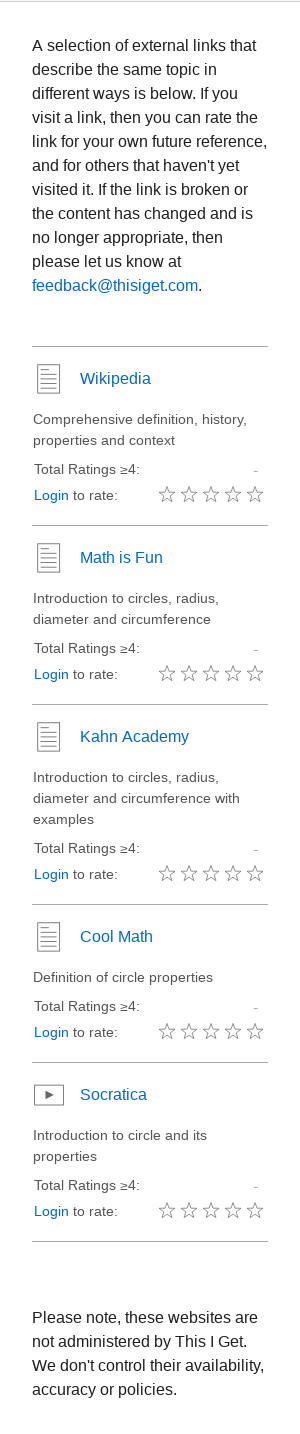 A selection of external links that
describe the same topic in
different ways is below. If you
visit a link, then you can rate the
link for your own future reference,
and for others that haven't yet
visited it. If the link is broken or
the content has changed and is
no longer appropriate, then
please let us know at
feedback@thisiget.com.
Wikipedia
Comprehensive definition, history,
properties and context
Total Ratings ≥4: -
Login to rate:
Math is Fun
Introduction to circles, radius,
diameter and circumference
Total Ratings ≥4: -
Login to rate:
Kahn Academy
Introduction to circles, radius,
diameter and circumference with
examples
Total Ratings ≥4: -
Login to rate:
Cool Math
Definition of circle properties
Total Ratings ≥4: -
Login to rate:
Socratica
Introduction to circle and its
properties
Total Ratings ≥4: -
Login to rate:
Please note, these websites are
not administered by This I Get.
We don't control their availability,
accuracy or policies.